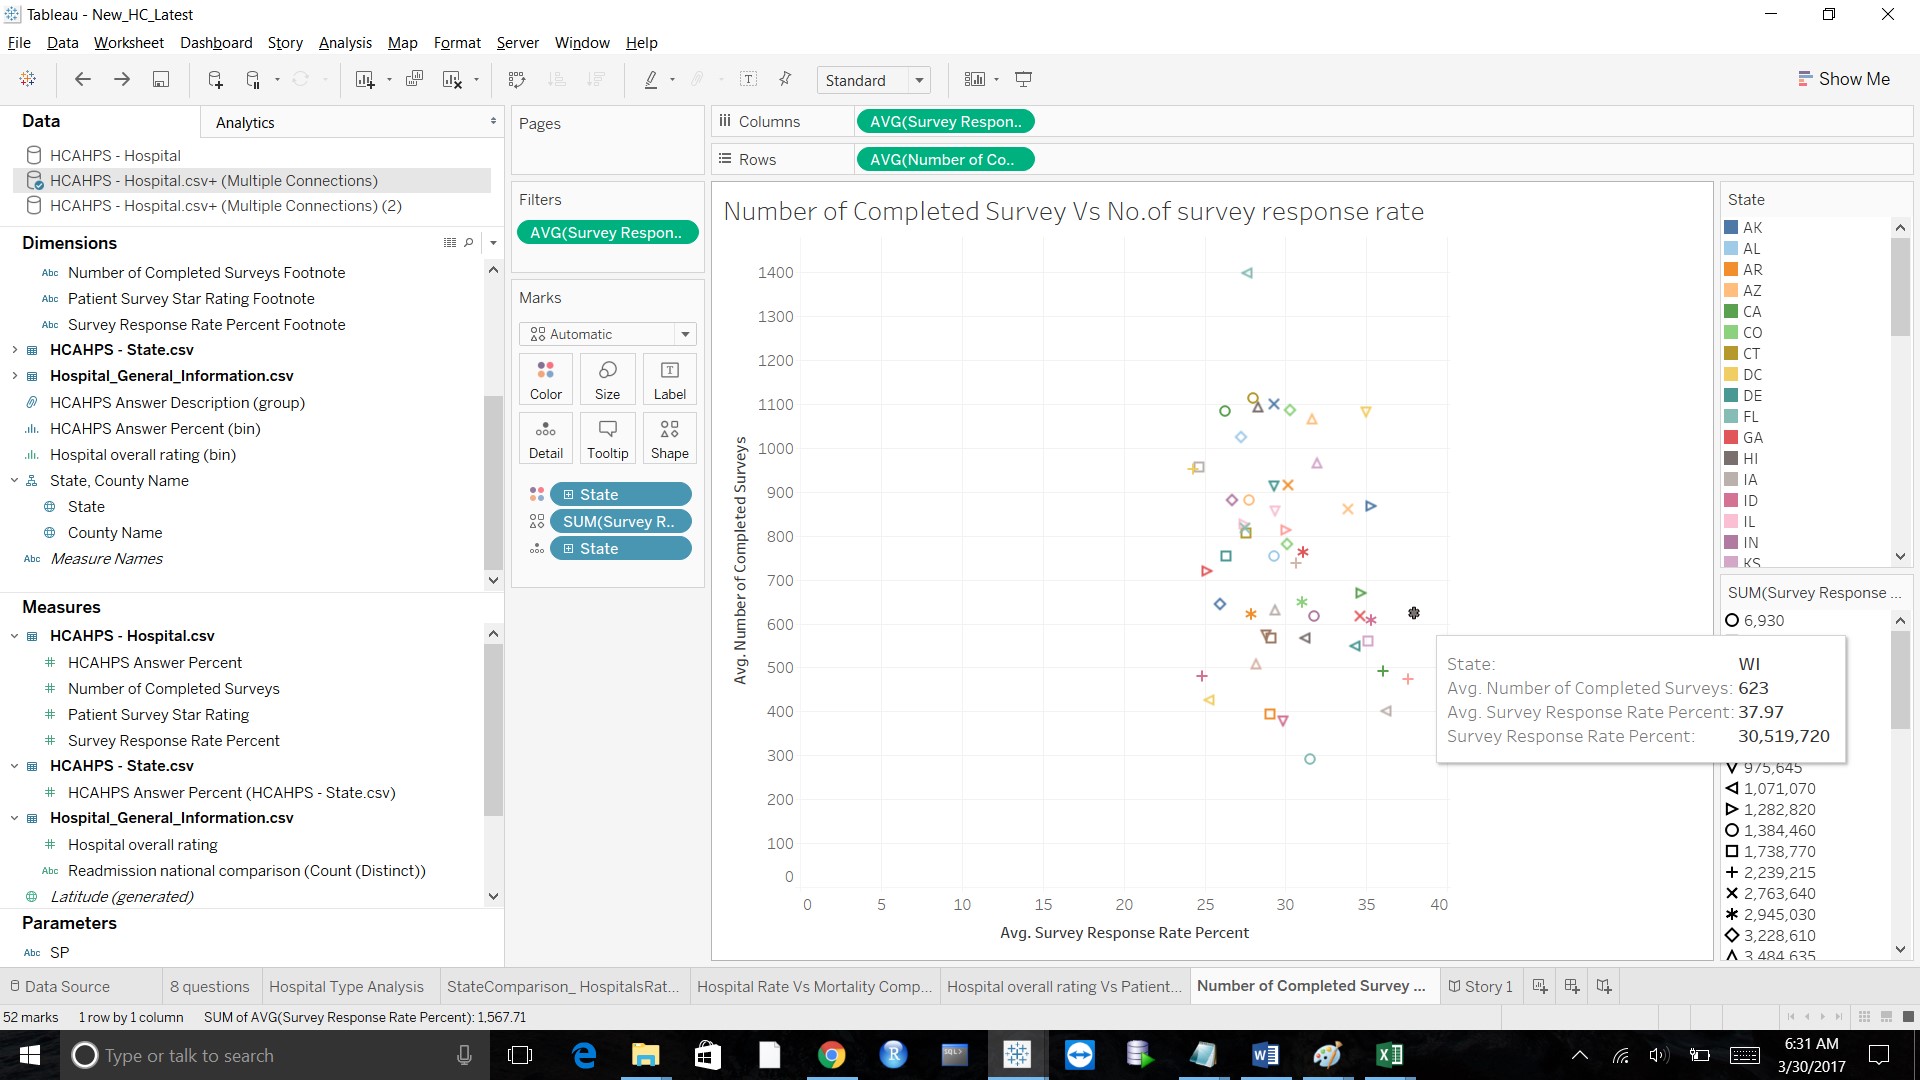 Tableau - New_HC_Latest
File Data Worksheet Dashboard Story Analysis Map Format Server Window Help
Standard
Show Me
Data
Analytics
HCAHPS - Hospital
HCAHPS - Hospital.csv+ (Multiple Connections)
HCAHPS - Hospital.csv+ (Multiple Connections) (2)
Dimensions
Abc Number of Completed Surveys Footnote
Abc Patient Survey Star Rating Footnote
Abc Survey Response Rate Percent Footnote
HCAHPS - State.csv
Hospital_General_Information.csv
HCAHPS Answer Description (group)
HCAHPS Answer Percent (bin)
Hospital overall rating (bin)
State, County Name
State
County Name
Abc Measure Names
Measures
HCAHPS - Hospital.csv
# HCAHPS Answer Percent
# Number of Completed Surveys
# Patient Survey Star Rating
# Survey Response Rate Percent
HCAHPS - State.csv
# HCAHPS Answer Percent (HCAHPS - State.csv)
Hospital_General_Information.csv
# Hospital overall rating
Abc Readmission national comparison (Count (Distinct))
Latitude (generated)
Parameters
Abc SP
Pages
Filters
AVG(Survey Respon..
Marks
Automatic
Color Size Label
Detail Tooltip Shape
State
SUM(Survey R..
State
Columns
AVG(Survey Respon..
Rows
AVG(Number of Co..
Number of Completed Survey Vs No.of survey response rate
Avg. Number of Completed Surveys
1400
1300
1200
1100
1000
900
800
700
600
500
400
300
200
100
0
0 5 10 15 20 25 30 35 40
Avg. Survey Response Rate Percent
State: WI
Avg. Number of Completed Surveys: 623
Avg. Survey Response Rate Percent: 37.97
Survey Response Rate Percent: 30,519,720
State
AK
AL
AR
AZ
CA
CO
CT
DC
DE
FL
GA
HI
IA
ID
IL
IN
KS
SUM(Survey Response ...
6,930
975,645
1,071,070
1,282,820
1,384,460
1,738,770
2,239,215
2,763,640
2,945,030
3,228,610
3,484,635
Data Source
8 questions
Hospital Type Analysis
StateComparison_ HospitalsRat...
Hospital Rate Vs Mortality Comp...
Hospital overall rating Vs Patient...
Number of Completed Survey ...
Story 1
52 marks 1 row by 1 column SUM of AVG(Survey Response Rate Percent): 1,567.71
Type or talk to search
SQL>
6:31 AM
3/30/2017